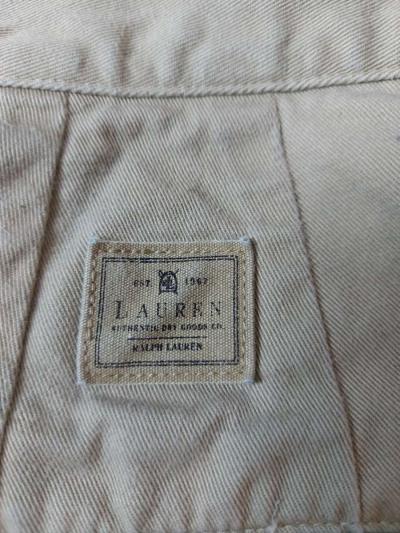 EST. 1967
LAUREN
AUTHENTIC DRY GOODS CO.
RALPH LAUREN